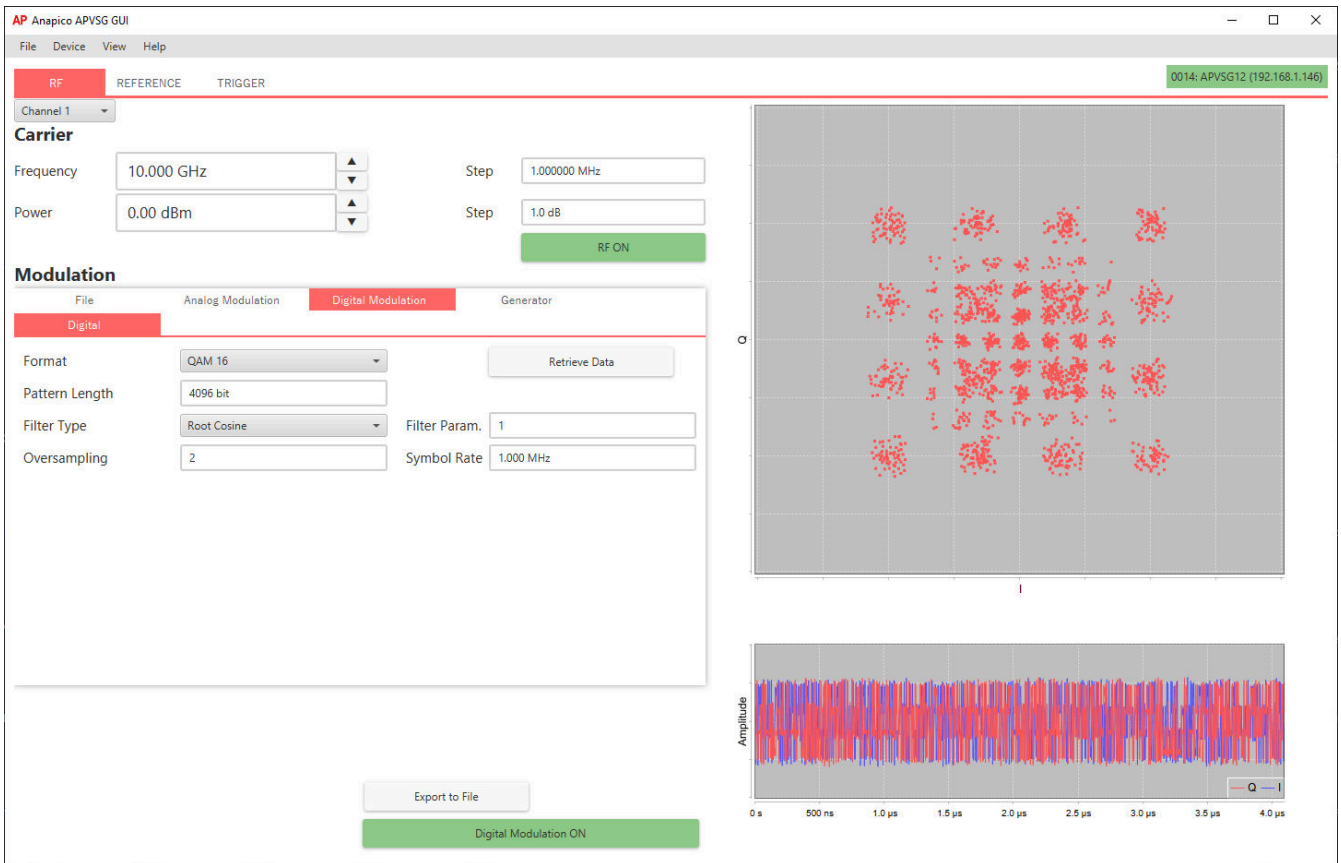 AP Anapico APVSG GUI
File Device View Help
RF REFERENCE TRIGGER
0014: APVSG12 (192.168.1.146)
Channel 1
Carrier
Frequency 10.000 GHz Step 1.000000 MHz
Power 0.00 dBm Step 1.0 dB
RF ON
Modulation
File Analog Modulation Digital Modulation Generator
Digital
Format QAM 16 Retrieve Data
Pattern Length 4096 bit
Filter Type Root Cosine Filter Param. 1
Oversampling 2 Symbol Rate 1.000 MHz
Export to File
Digital Modulation ON
Q
I
Amplitude
Q I
0 s 500 ns 1.0 µs 1.5 µs 2.0 µs 2.5 µs 3.0 µs 3.5 µs 4.0 µs